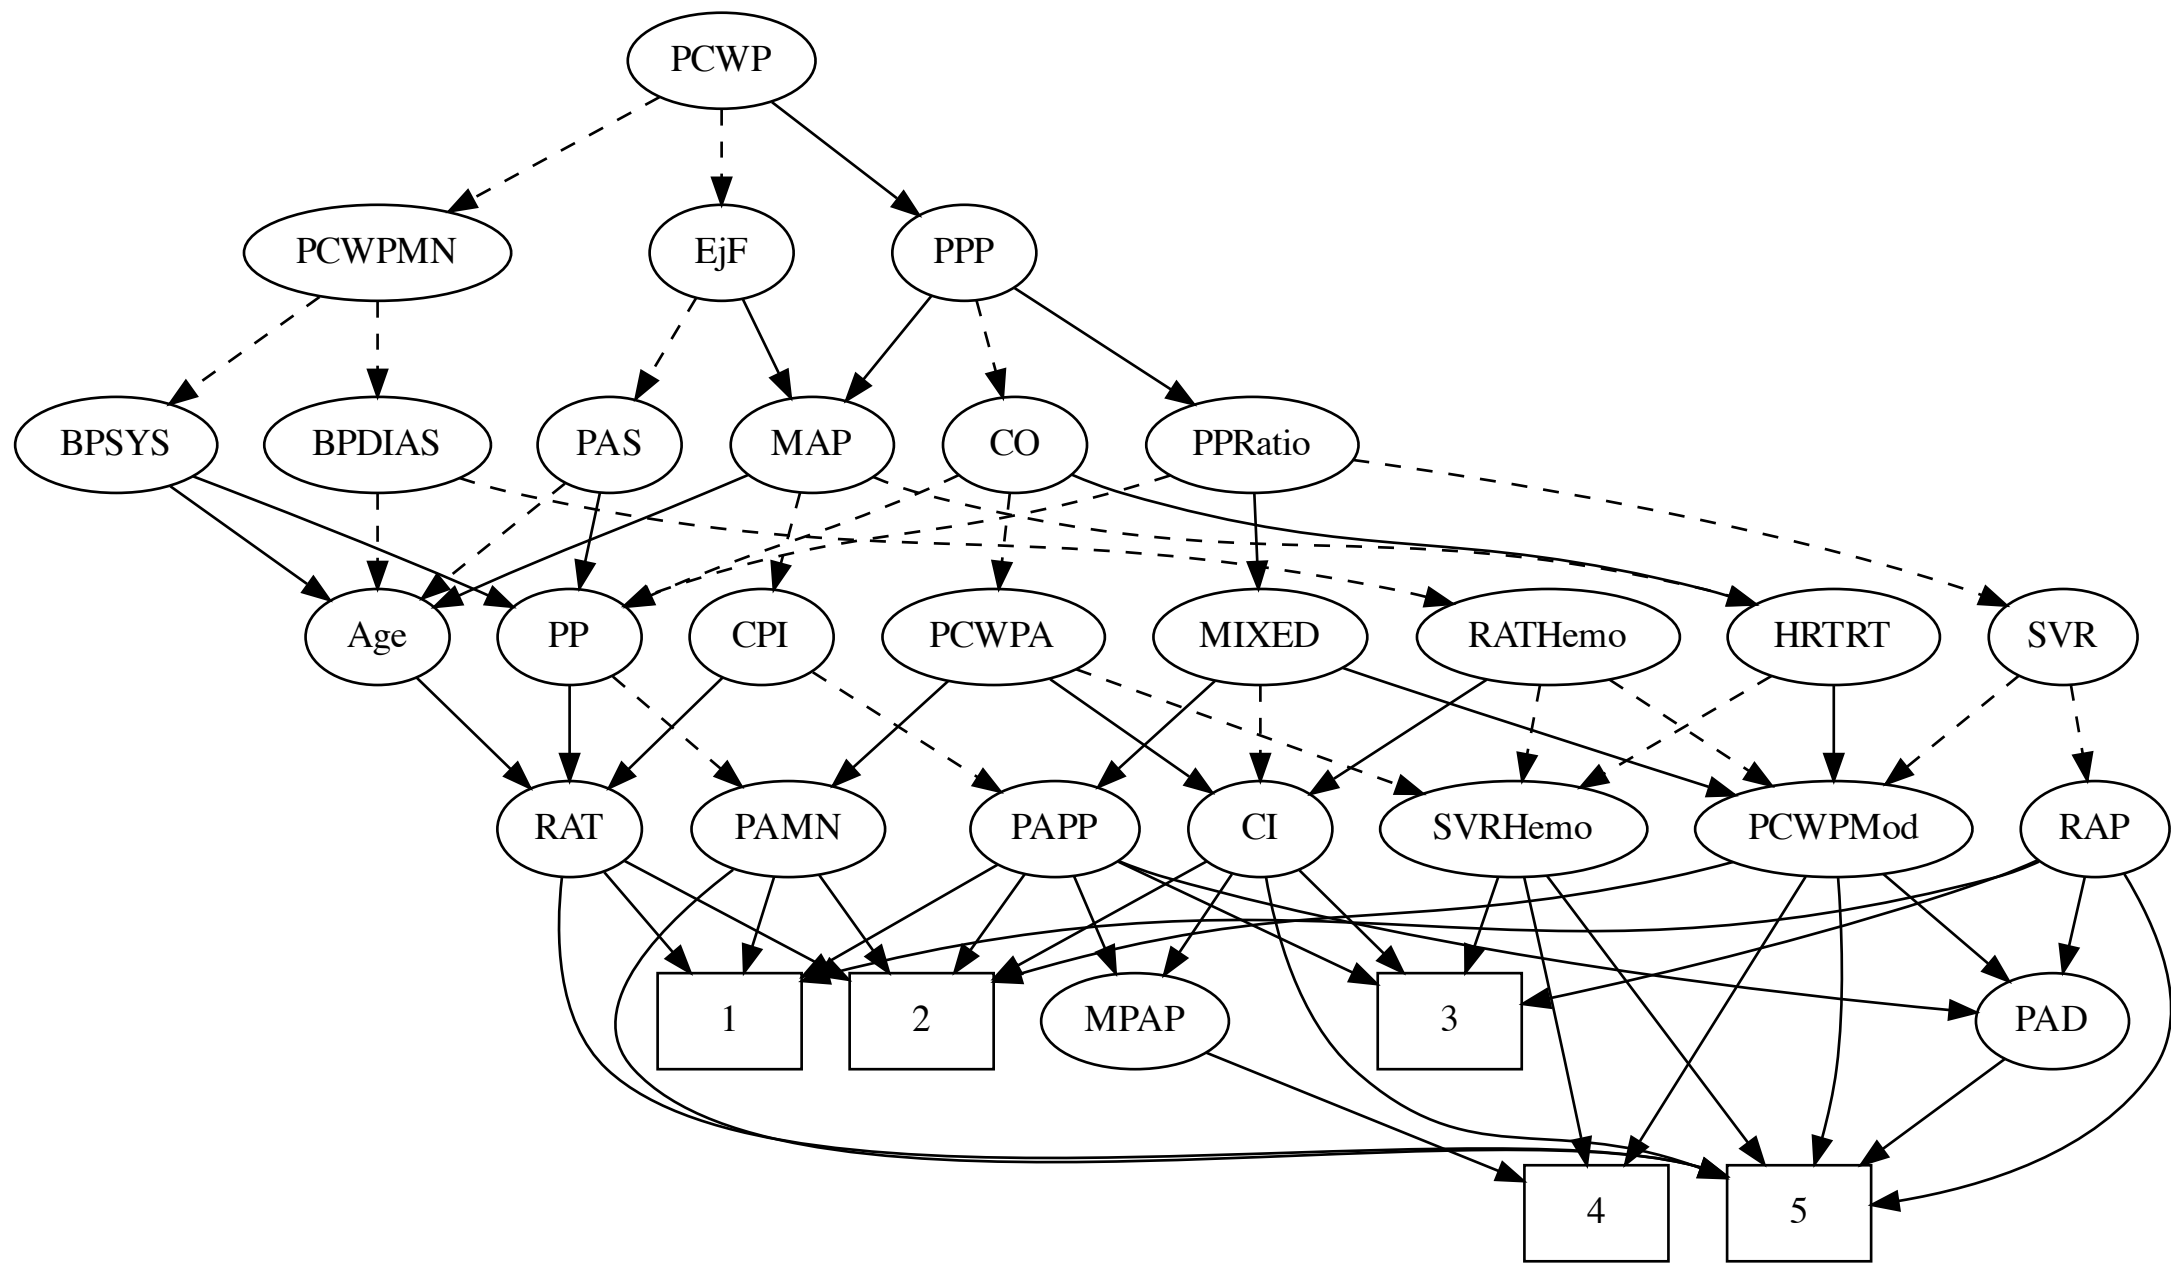 PCWP
PCWPMN
EjF
PPP
BPSYS
BPDIAS
PAS
MAP
CO
PPRatio
Age
PP
CPI
PCWPA
MIXED
RATHemo
HRTRT
SVR
RAT
PAMN
PAPP
CI
SVRHemo
PCWPMod
RAP
1
2
MPAP
3
PAD
4
5